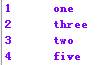 1 one
2 three
3 two
4 five